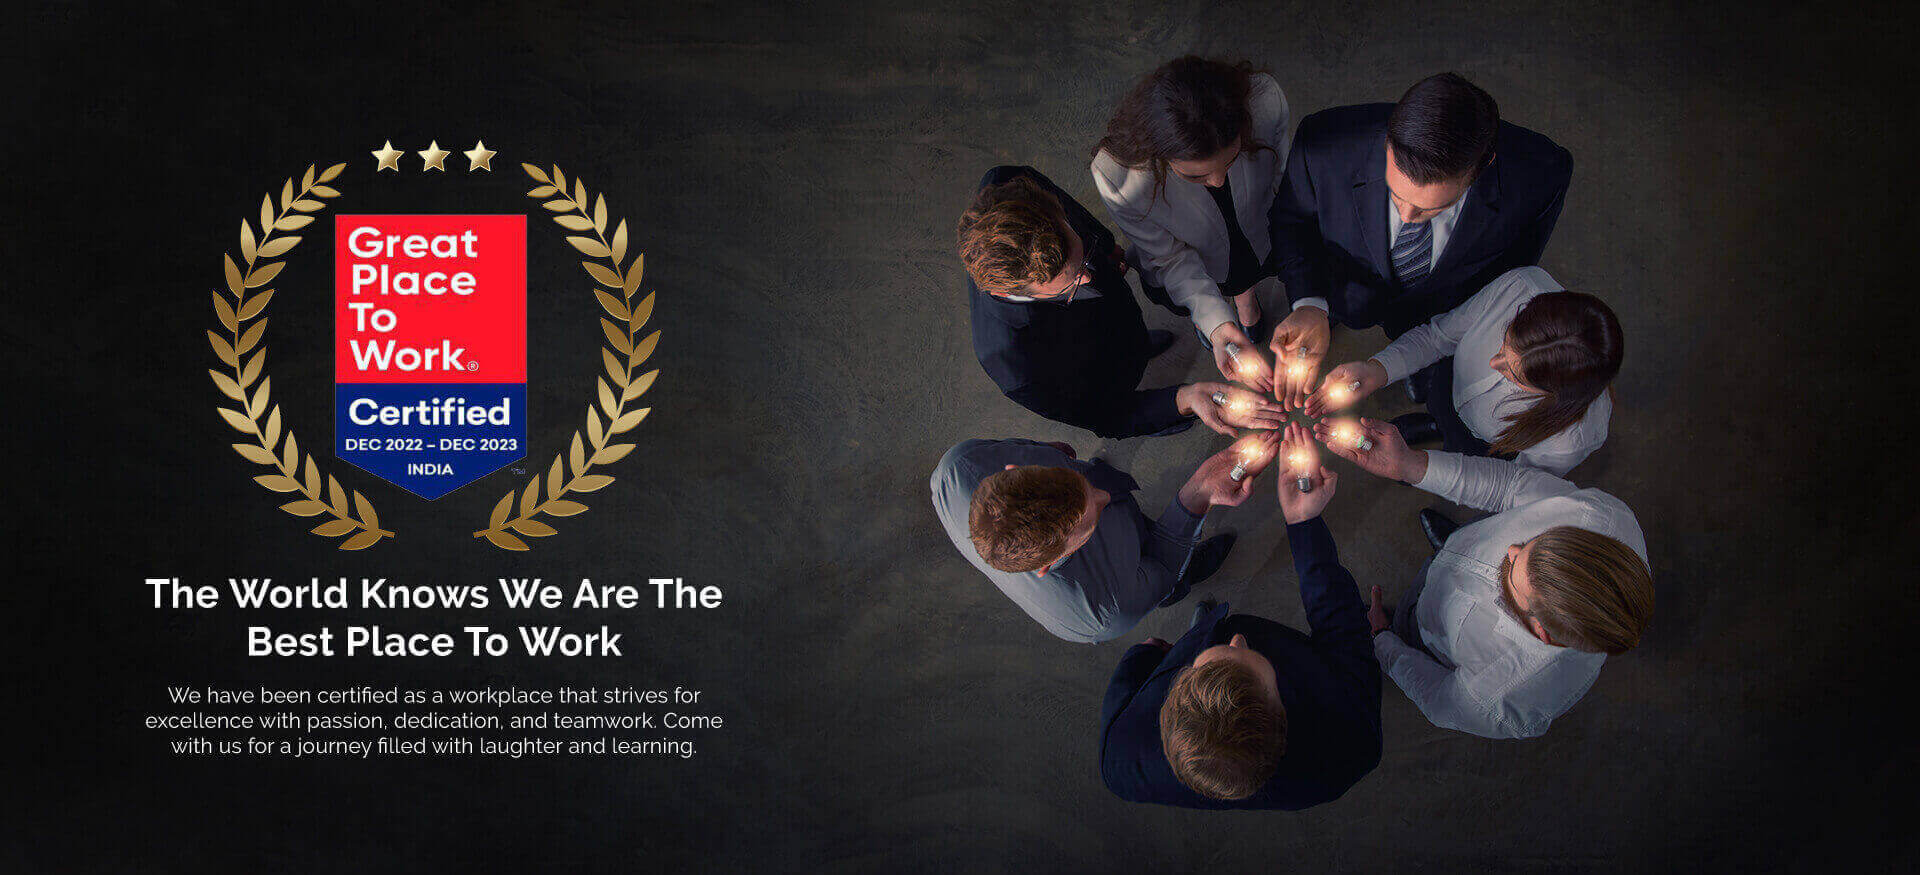 Great
Place
To
Work®
Certified
DEC 2022 – DEC 2023
INDIA
TM
The World Knows We Are The
Best Place To Work
We have been certified as a workplace that strives for
excellence with passion, dedication, and teamwork. Come
with us for a journey filled with laughter and learning.